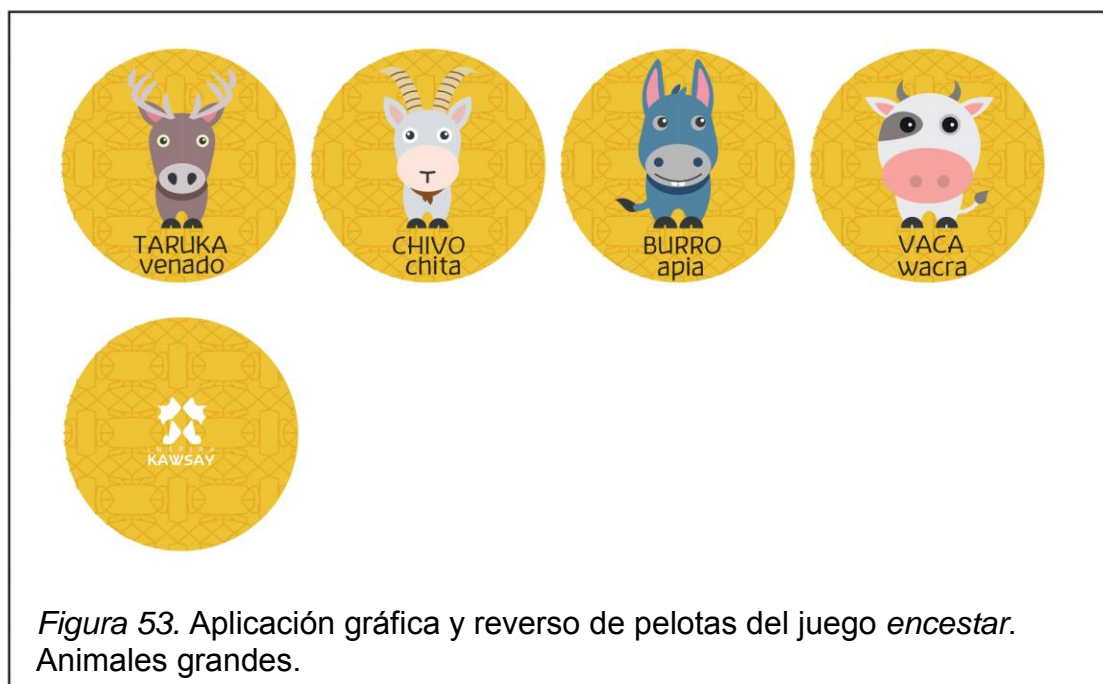 TARUKA
venado
CHIVO
chita
BURRO
apia
VACA
wacra
INSPIRA
KAWSAY
Figura 53. Aplicación gráfica y reverso de pelotas del juego encestar.
Animales grandes.